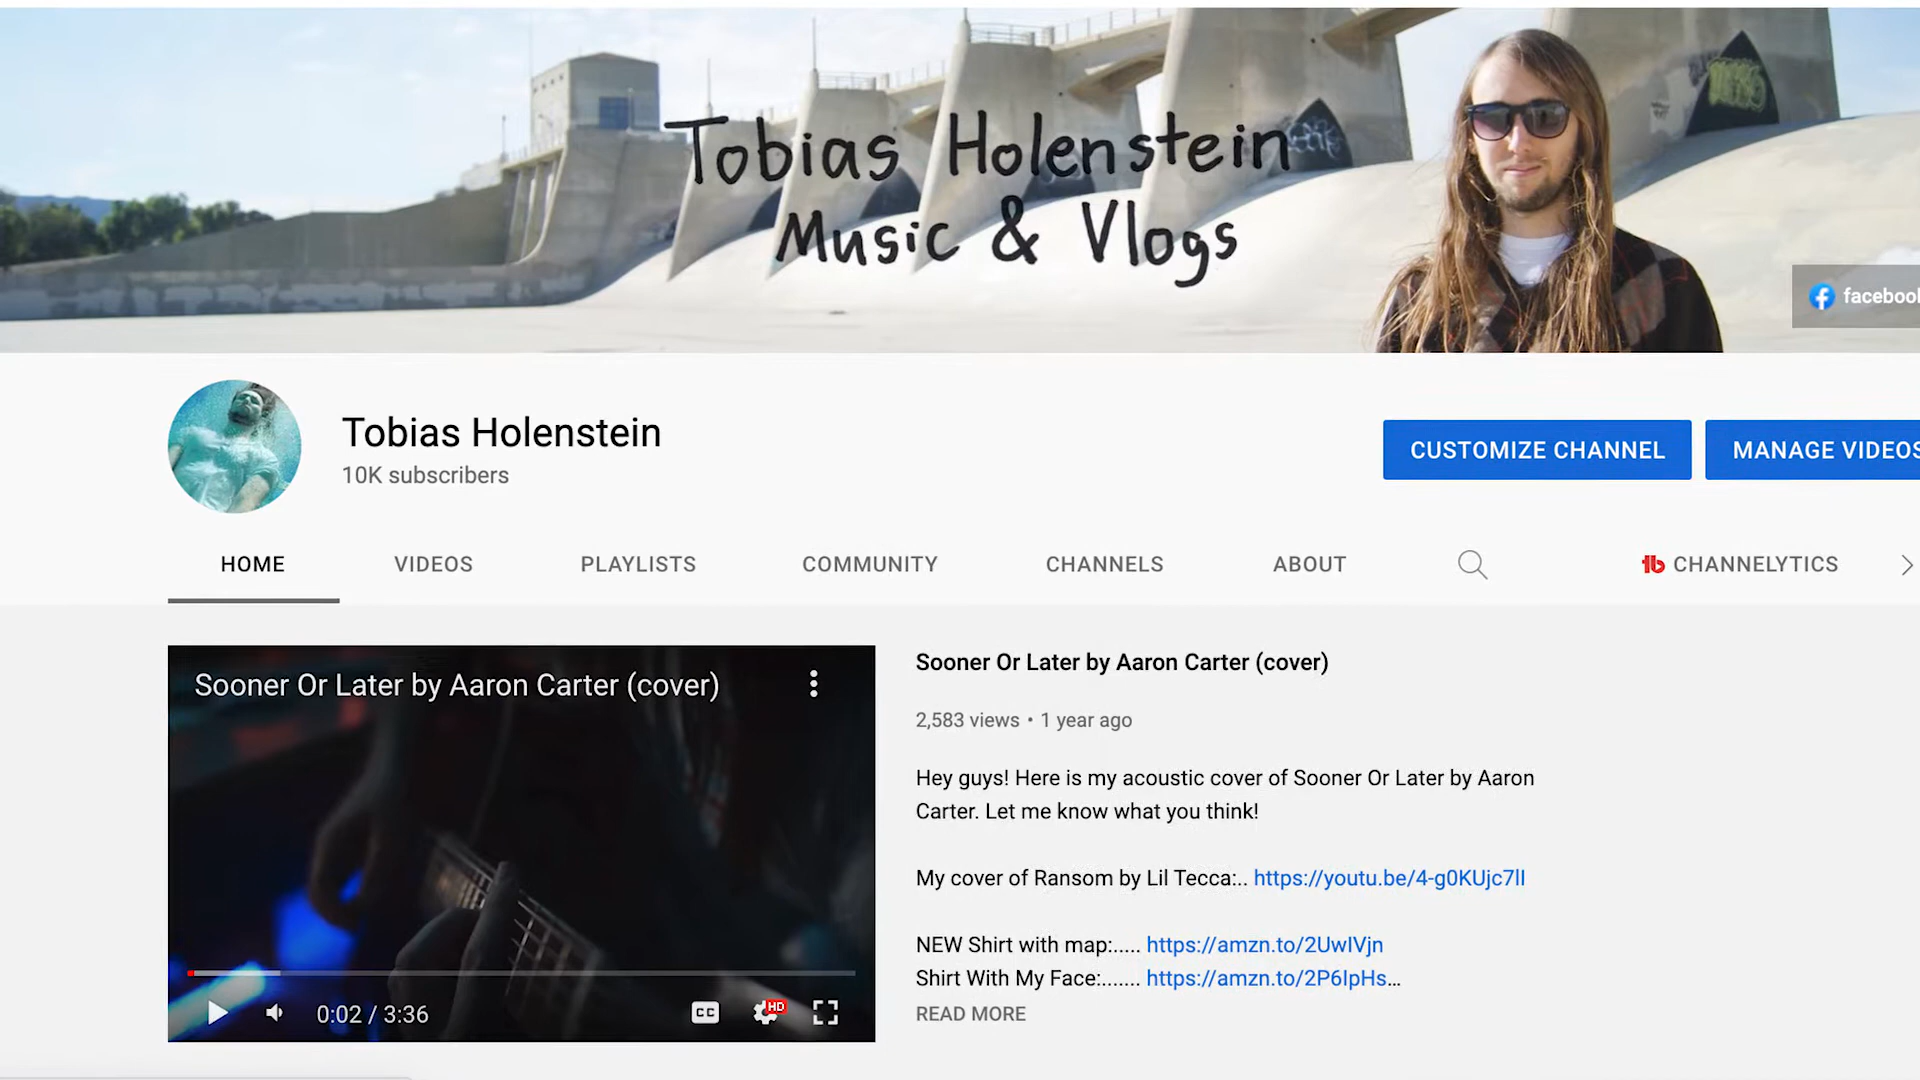 Tobias Holenstein
Music & Vlogs
facebook
Tobias Holenstein
10K subscribers
CUSTOMIZE CHANNEL
MANAGE VIDEOS
HOME
VIDEOS
PLAYLISTS
COMMUNITY
CHANNELS
ABOUT
CHANNELYTICS
Sooner Or Later by Aaron Carter (cover)
0:02 / 3:36
CC
HD
Sooner Or Later by Aaron Carter (cover)
2,583 views • 1 year ago
Hey guys! Here is my acoustic cover of Sooner Or Later by Aaron
Carter. Let me know what you think!
My cover of Ransom by Lil Tecca:.. https://youtu.be/4-g0KUjc7lI
NEW Shirt with map:..... https://amzn.to/2UwIVjn
Shirt With My Face:....... https://amzn.to/2P6IpHs...
READ MORE